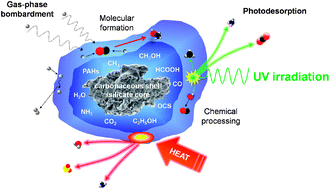 Gas-phase
bombardment
Molecular
formation
Photodesorption
CH₄
CH₃OH
PAHs
HCOOH
CO
UV irradiation
carbonaceous shell
silicate core
H₂O
OCS
Chemical
processing
NH₃
CO₂
C₂H₅OH
HEAT